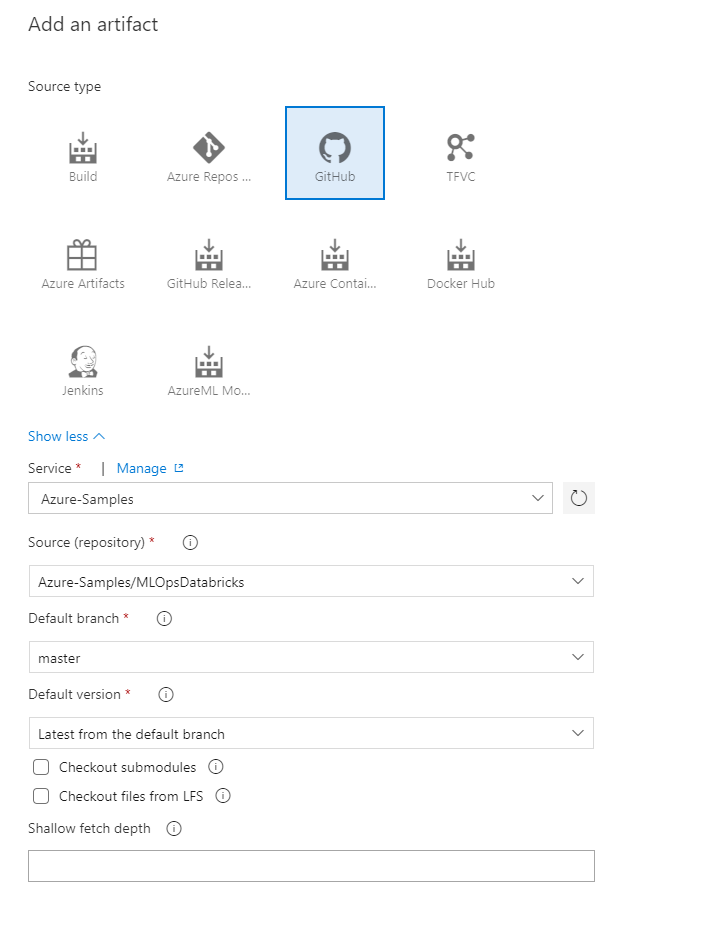 Add an artifact
Source type
Build
Azure Repos ...
GitHub
TFVC
Azure Artifacts
GitHub Relea...
Azure Contai...
Docker Hub
Jenkins
AzureML Mo...
Show less
Service * | Manage
Azure-Samples
Source (repository) *
Azure-Samples/MLOpsDatabricks
Default branch *
master
Default version *
Latest from the default branch
Checkout submodules
Checkout files from LFS
Shallow fetch depth